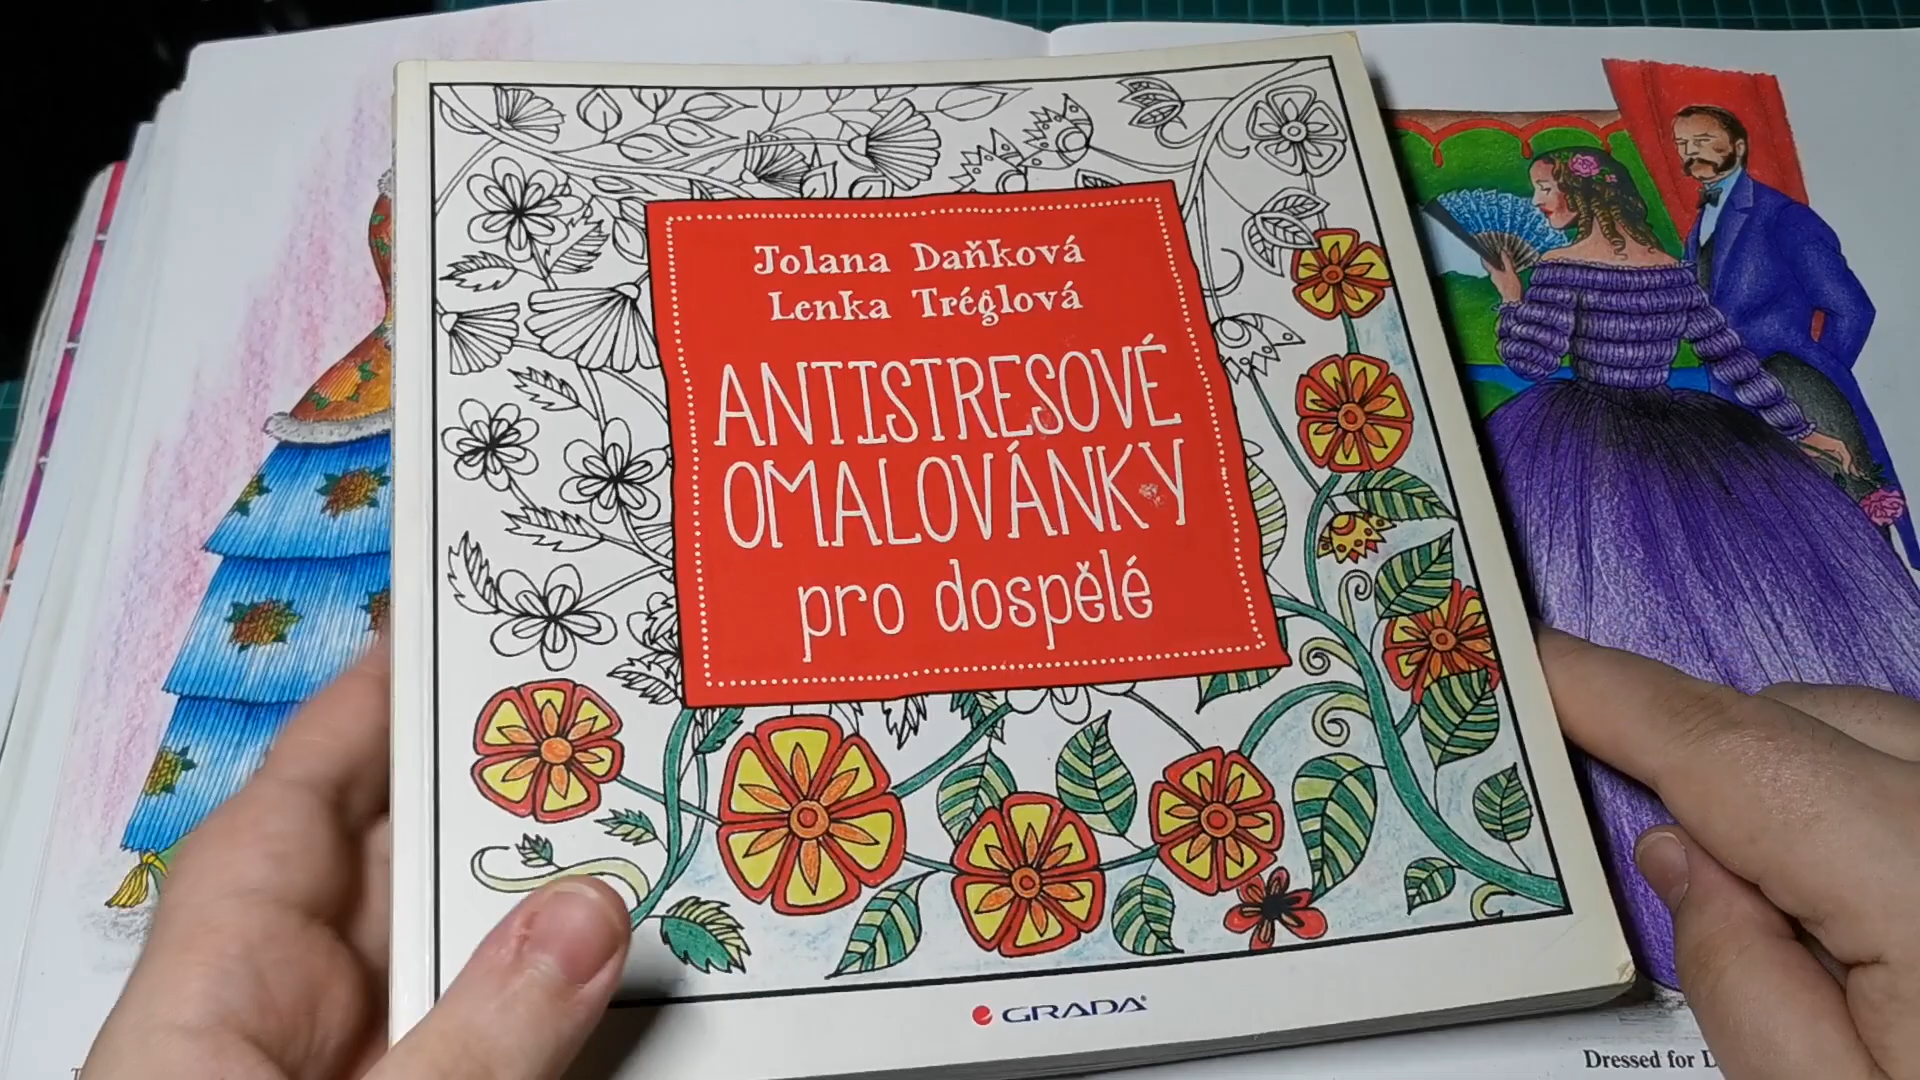 Jolana Daňková
Lenka Tréglová
ANTISTRESOVÉ
OMALOVÁNKY
pro dospělé
GRADA
Dressed for